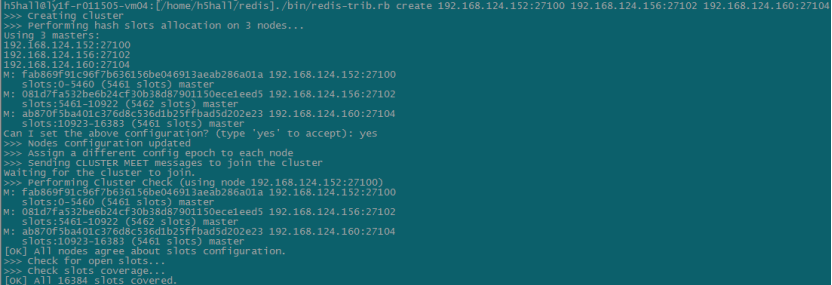 h5hall@ly1f-r011505-vm04:[/home/h5hall/redis]./bin/redis-trib.rb create 192.168.124.152:27100 192.168.124.156:27102 192.168.124.160:27104
>>> Creating cluster
>>> Performing hash slots allocation on 3 nodes...
Using 3 masters:
192.168.124.152:27100
192.168.124.156:27102
192.168.124.160:27104
M: fab869f91c96f7b636156be046913aeab286a01a 192.168.124.152:27100
slots:0-5460 (5461 slots) master
M: 081d7fa532be6b24cf30b38d87901150ece1eed5 192.168.124.156:27102
slots:5461-10922 (5462 slots) master
M: ab870f5ba401c376d8c536d1b25ffbad5d202e23 192.168.124.160:27104
slots:10923-16383 (5461 slots) master
Can I set the above configuration? (type 'yes' to accept): yes
>>> Nodes configuration updated
>>> Assign a different config epoch to each node
>>> Sending CLUSTER MEET messages to join the cluster
Waiting for the cluster to join.
>>> Performing Cluster Check (using node 192.168.124.152:27100)
M: fab869f91c96f7b636156be046913aeab286a01a 192.168.124.152:27100
slots:0-5460 (5461 slots) master
M: 081d7fa532be6b24cf30b38d87901150ece1eed5 192.168.124.156:27102
slots:5461-10922 (5462 slots) master
M: ab870f5ba401c376d8c536d1b25ffbad5d202e23 192.168.124.160:27104
slots:10923-16383 (5461 slots) master
[OK] All nodes agree about slots configuration.
>>> Check for open slots...
>>> Check slots coverage...
[OK] All 16384 slots covered.